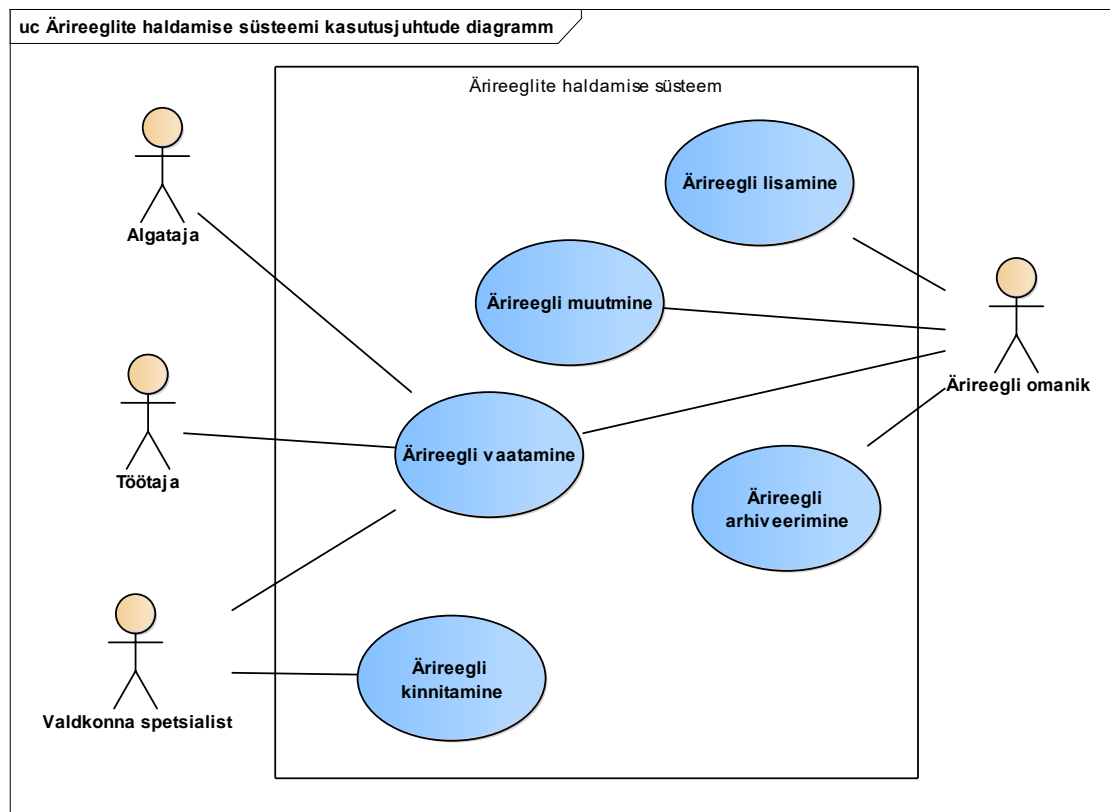 uc Ärireeglite haldamise süsteemi kasutusjuhtude diagramm
Ärireeglite haldamise süsteem
Ärireegli lisamine
Algataja
Ärireegli muutmine
Ärireegli omanik
Ärireegli vaatamine
Töötaja
Ärireegli
arhiveerimine
Ärireegli
kinnitamine
Valdkonna spetsialist